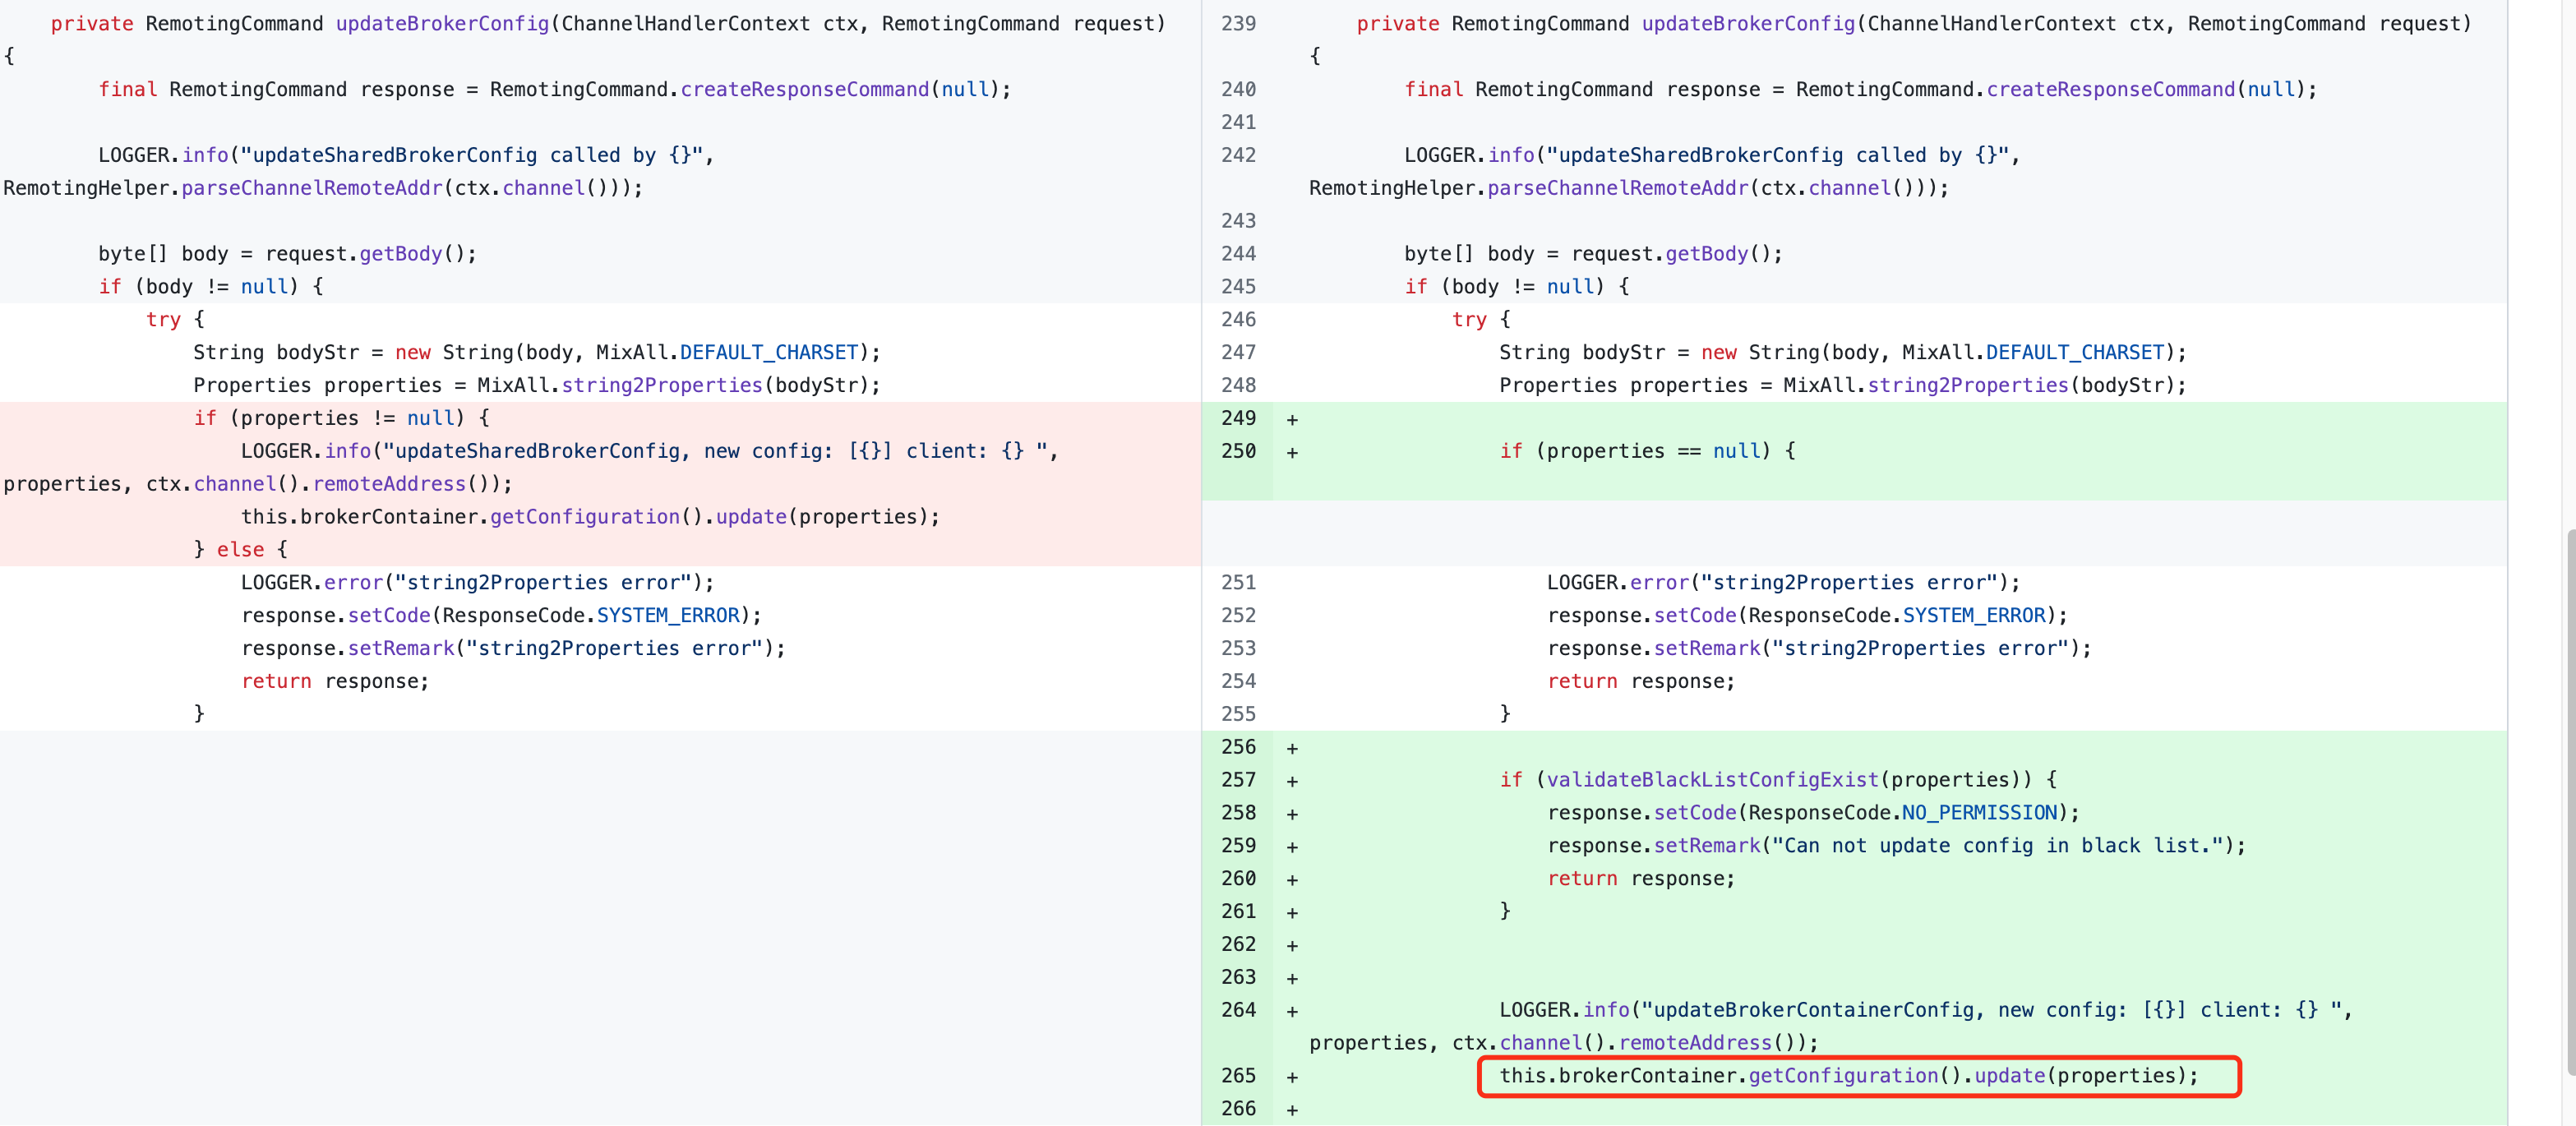 private RemotingCommand updateBrokerConfig(ChannelHandlerContext ctx, RemotingCommand request)
{
final RemotingCommand response = RemotingCommand.createResponseCommand(null);
LOGGER.info("updateSharedBrokerConfig called by {}",
RemotingHelper.parseChannelRemoteAddr(ctx.channel()));
byte[] body = request.getBody();
if (body != null) {
try {
String bodyStr = new String(body, MixAll.DEFAULT_CHARSET);
Properties properties = MixAll.string2Properties(bodyStr);
if (properties != null) {
LOGGER.info("updateSharedBrokerConfig, new config: [{}] client: {} ",
properties, ctx.channel().remoteAddress());
this.brokerContainer.getConfiguration().update(properties);
} else {
LOGGER.error("string2Properties error");
response.setCode(ResponseCode.SYSTEM_ERROR);
response.setRemark("string2Properties error");
return response;
}
239 private RemotingCommand updateBrokerConfig(ChannelHandlerContext ctx, RemotingCommand request)
{
240 final RemotingCommand response = RemotingCommand.createResponseCommand(null);
241
242 LOGGER.info("updateSharedBrokerConfig called by {}",
RemotingHelper.parseChannelRemoteAddr(ctx.channel()));
243
244 byte[] body = request.getBody();
245 if (body != null) {
246 try {
247 String bodyStr = new String(body, MixAll.DEFAULT_CHARSET);
248 Properties properties = MixAll.string2Properties(bodyStr);
249 +
250 + if (properties == null) {
251 LOGGER.error("string2Properties error");
252 response.setCode(ResponseCode.SYSTEM_ERROR);
253 response.setRemark("string2Properties error");
254 return response;
255 }
256 +
257 + if (validateBlackListConfigExist(properties)) {
258 + response.setCode(ResponseCode.NO_PERMISSION);
259 + response.setRemark("Can not update config in black list.");
260 + return response;
261 + }
262 +
263 +
264 + LOGGER.info("updateBrokerContainerConfig, new config: [{}] client: {} ",
properties, ctx.channel().remoteAddress());
265 + this.brokerContainer.getConfiguration().update(properties);
266 +